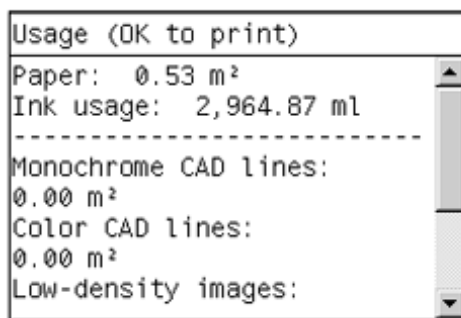 Usage (OK to print)
Paper: 0.53 m²
Ink usage: 2,964.87 ml
----------------------------
Monochrome CAD lines:
0.00 m²
Color CAD lines:
0.00 m²
Low-density images: